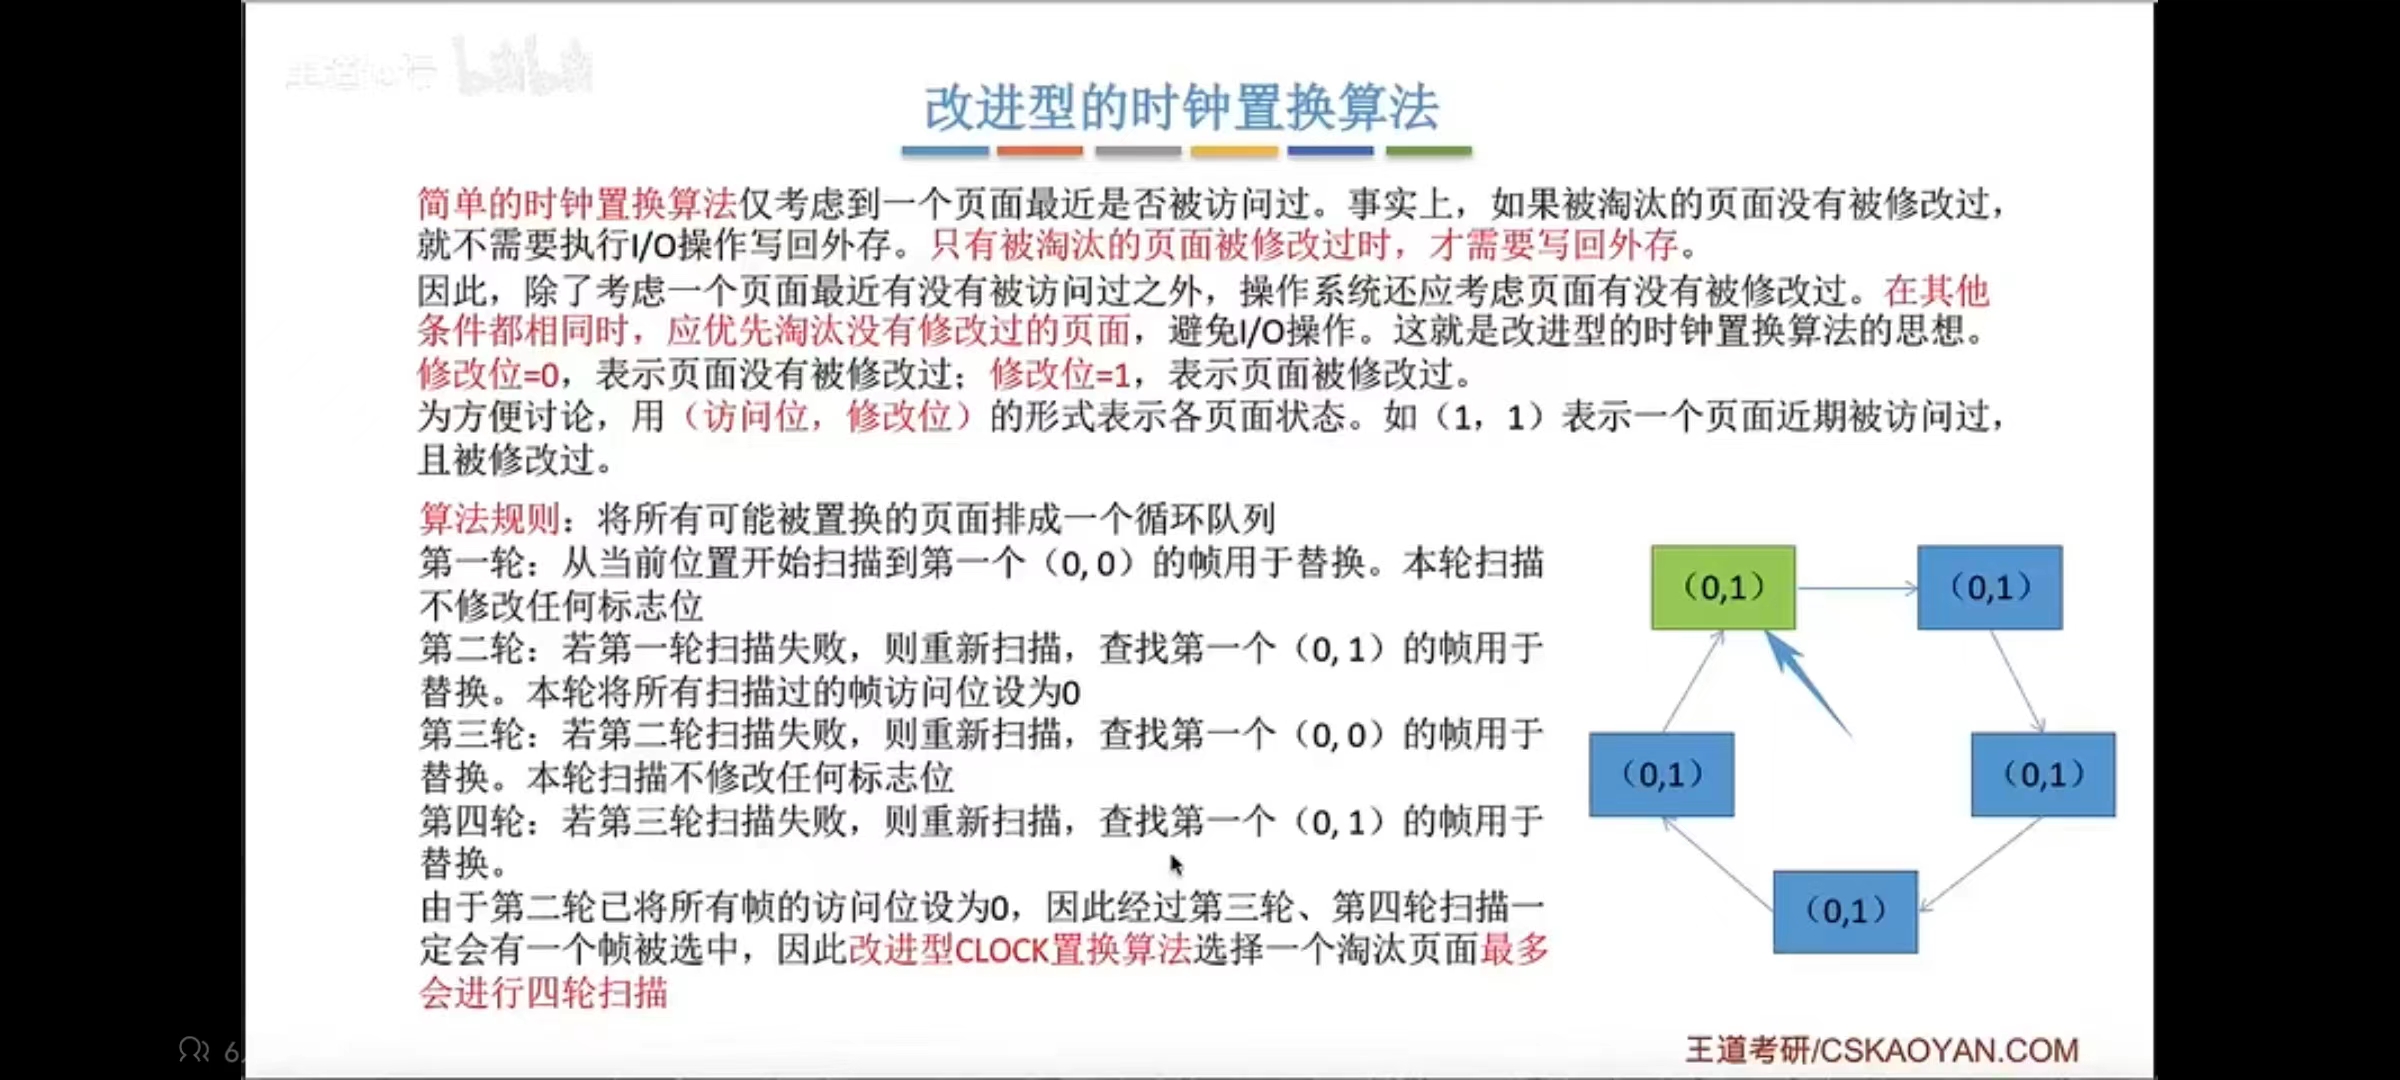 改进型的时钟置换算法
简单的时钟置换算法仅考虑到一个页面最近是否被访问过。事实上，如果被淘汰的页面没有被修改过，
就不需要执行I/O操作写回外存。只有被淘汰的页面被修改过时，才需要写回外存。
因此，除了考虑一个页面最近有没有被访问过之外，操作系统还应考虑页面有没有被修改过。在其他
条件都相同时，应优先淘汰没有修改过的页面，避免I/O操作。这就是改进型的时钟置换算法的思想。
修改位=0，表示页面没有被修改过；修改位=1，表示页面被修改过。
为方便讨论，用（访问位，修改位）的形式表示各页面状态。如（1，1）表示一个页面近期被访问过，
且被修改过。
算法规则：将所有可能被置换的页面排成一个循环队列
第一轮：从当前位置开始扫描到第一个（0, 0）的帧用于替换。本轮扫描
不修改任何标志位
第二轮：若第一轮扫描失败，则重新扫描，查找第一个（0, 1）的帧用于
替换。本轮将所有扫描过的帧访问位设为0
第三轮：若第二轮扫描失败，则重新扫描，查找第一个（0, 0）的帧用于
替换。本轮扫描不修改任何标志位
第四轮：若第三轮扫描失败，则重新扫描，查找第一个（0, 1）的帧用于
替换。
由于第二轮已将所有帧的访问位设为0，因此经过第三轮、第四轮扫描一
定会有一个帧被选中，因此改进型CLOCK置换算法选择一个淘汰页面最多
会进行四轮扫描
（0,1）
（0,1）
（0,1）
（0,1）
（0,1）
王道考研/CSKAOYAN.COM